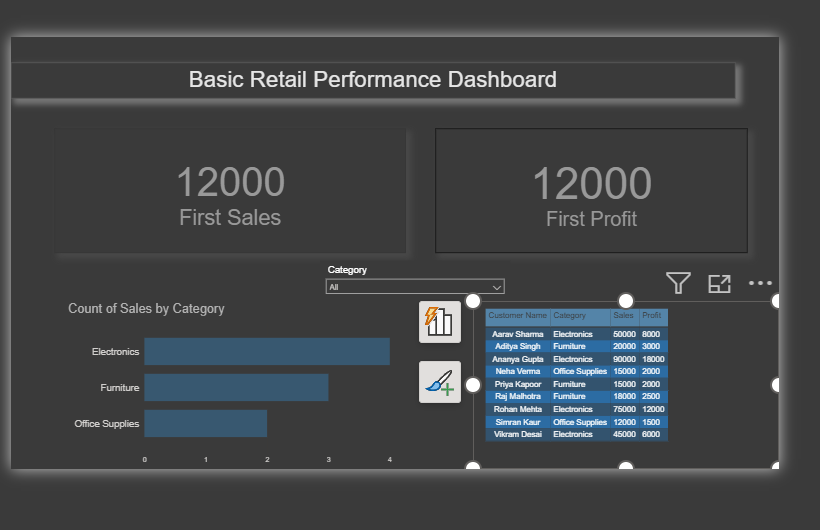 Basic Retail Performance Dashboard
12000
First Sales
12000
First Profit
Category
All
Count of Sales by Category
Electronics
Furniture
Office Supplies
0 1 2 3 4
Customer Name Category Sales Profit
Aarav Sharma Electronics 50000 8000
Aditya Singh Furniture 20000 3000
Ananya Gupta Electronics 90000 18000
Neha Verma Office Supplies 15000 2000
Priya Kapoor Furniture 15000 2000
Raj Malhotra Furniture 18000 2500
Rohan Mehta Electronics 75000 12000
Simran Kaur Office Supplies 12000 1500
Vikram Desai Electronics 45000 6000